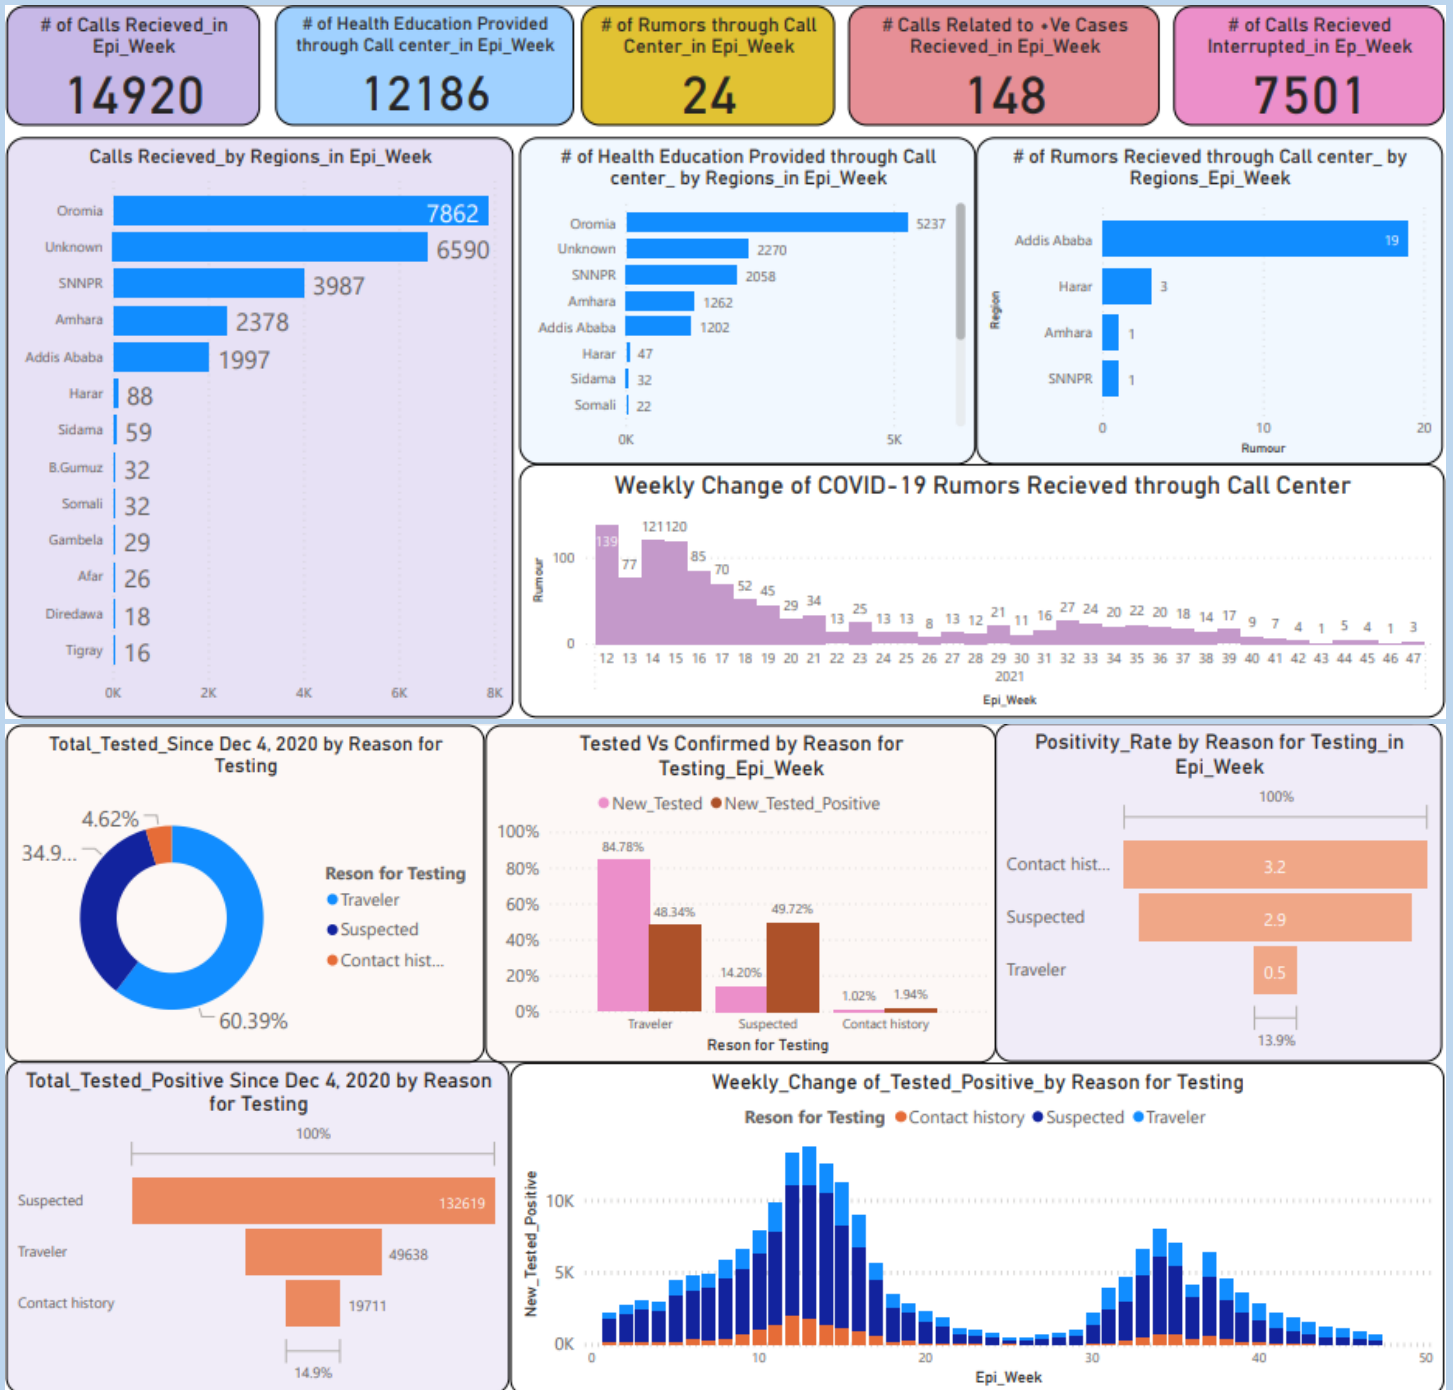 # of Calls Recieved_in
Epi_Week
14920
# of Health Education Provided
through Call center_in Epi_Week
12186
# of Rumors through Call
Center_in Epi_Week
24
# Calls Related to +Ve Cases
Recieved_in Epi_Week
148
# of Calls Recieved
Interrupted_in Ep_Week
7501
Calls Recieved_by Regions_in Epi_Week
Oromia 7862
Unknown 6590
SNNPR 3987
Amhara 2378
Addis Ababa 1997
Harar 88
Sidama 59
B.Gumuz 32
Somali 32
Gambela 29
Afar 26
Diredawa 18
Tigray 16
0K 2K 4K 6K 8K
# of Health Education Provided through Call
center_ by Regions_in Epi_Week
Oromia 5237
Unknown 2270
SNNPR 2058
Amhara 1262
Addis Ababa 1202
Harar 47
Sidama 32
Somali 22
0K 5K
# of Rumors Recieved through Call center_ by
Regions_Epi_Week
Region
Addis Ababa 19
Harar 3
Amhara 1
SNNPR 1
0 10 20
Rumour
Weekly Change of COVID-19 Rumors Recieved through Call Center
Rumour
100
0
139 77 121 120 85 70 52 45 29 34 13 25 13 13 8 13 12 21 11 16 27 24 20 22 20 18 14 17 9 7 4 1 5 4 1 3
12 13 14 15 16 17 18 19 20 21 22 23 24 25 26 27 28 29 30 31 32 33 34 35 36 37 38 39 40 41 42 43 44 45 46 47
2021
Epi_Week
Total_Tested_Since Dec 4, 2020 by Reason for
Testing
4.62%
34.9...
60.39%
Reson for Testing
Traveler
Suspected
Contact hist...
Tested Vs Confirmed by Reason for
Testing_Epi_Week
New_Tested New_Tested_Positive
100%
80%
60%
40%
20%
0%
84.78% 48.34%
14.20% 49.72%
1.02% 1.94%
Traveler Suspected Contact history
Reson for Testing
Positivity_Rate by Reason for Testing_in
Epi_Week
100%
Contact hist... 3.2
Suspected 2.9
Traveler 0.5
13.9%
Total_Tested_Positive Since Dec 4, 2020 by Reason
for Testing
100%
Suspected 132619
Traveler 49638
Contact history 19711
14.9%
Weekly_Change of_Tested_Positive_by Reason for Testing
Reson for Testing Contact history Suspected Traveler
New_Tested_Positive
10K
5K
0K
0 10 20 30 40 50
Epi_Week